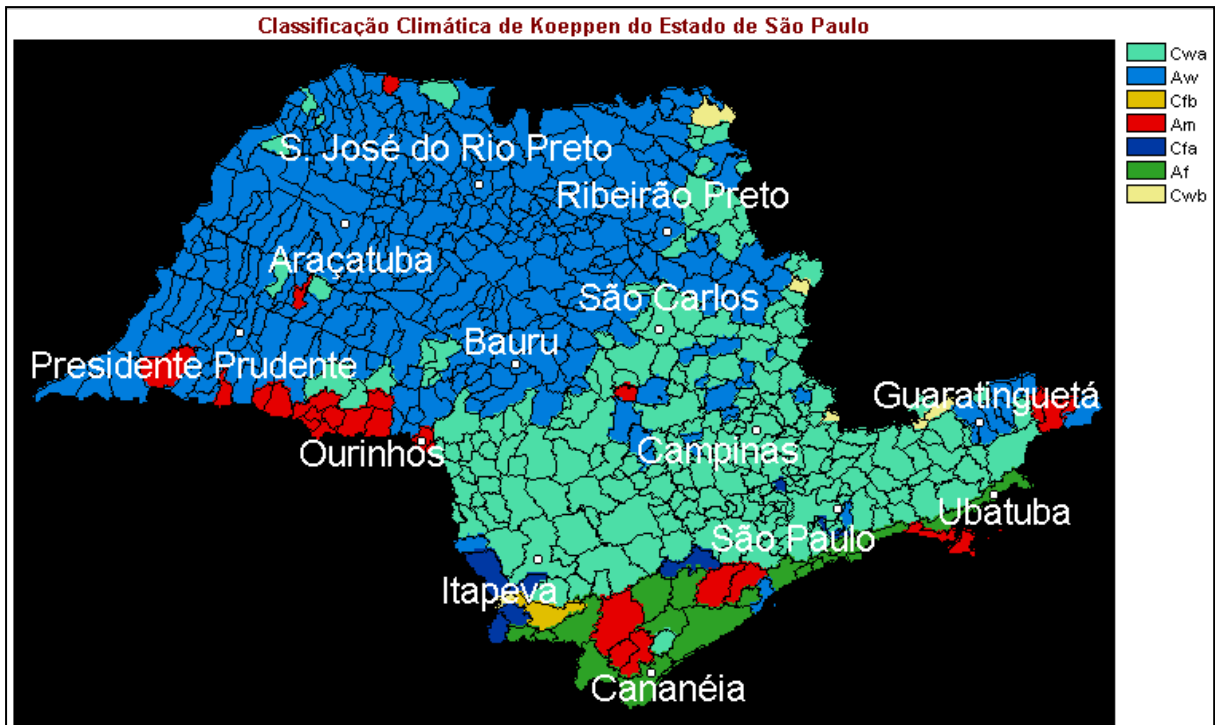 Classificação Climática de Koeppen do Estado de São Paulo
Cwa
Aw
Cfb
Am
Cfa
Af
Cwb
S. José do Rio Preto
Ribeirão Preto
Araçatuba
São Carlos
Bauru
Presidente Prudente
Guaratinguetá
Ourinhos
Campinas
Ubatuba
São Paulo
Itapeva
Cananéia